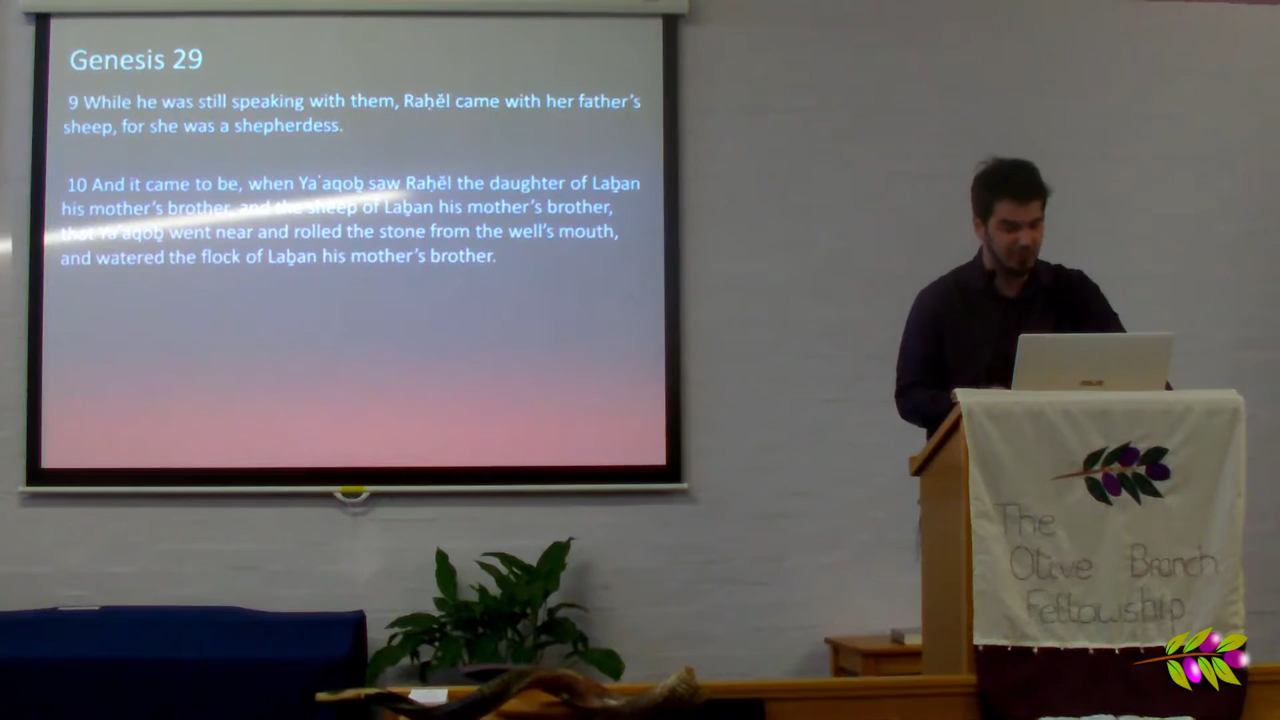 Genesis 29
9 While he was still speaking with them, Raḥĕl came with her father's
sheep, for she was a shepherdess.
10 And it came to be, when Ya‛aqoḇ saw Raḥĕl the daughter of Laḇan
his mother's brother, and the sheep of Laḇan his mother's brother,
that Ya‛aqoḇ went near and rolled the stone from the well's mouth,
and watered the flock of Laḇan his mother's brother.
ASUS
The
Olive Branch
Fellowship